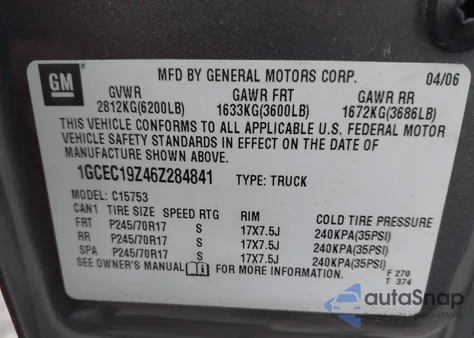 GM
MFD BY GENERAL MOTORS CORP. 04/06
GVWR GAWR FRT GAWR RR
2812KG(6200LB) 1633KG(3600LB) 1672KG(3686LB)
THIS VEHICLE CONFORMS TO ALL APPLICABLE U.S. FEDERAL MOTOR
VEHICLE SAFETY STANDARDS IN EFFECT ON THE DATE OF
MANUFACTURE SHOWN ABOVE.
1GCEC19Z46Z284841 TYPE: TRUCK
MODEL: C15753
CAN1 TIRE SIZE SPEED RTG RIM COLD TIRE PRESSURE
FRT P245/70R17 S 17X7.5J 240KPA(35PSI)
RR P245/70R17 S 17X7.5J 240KPA(35PSI)
SPA P245/70R17 S 17X7.5J 240KPA(35PSI)
SEE OWNER'S MANUAL FOR MORE INFORMATION.
F 270
T 374
autoSnap